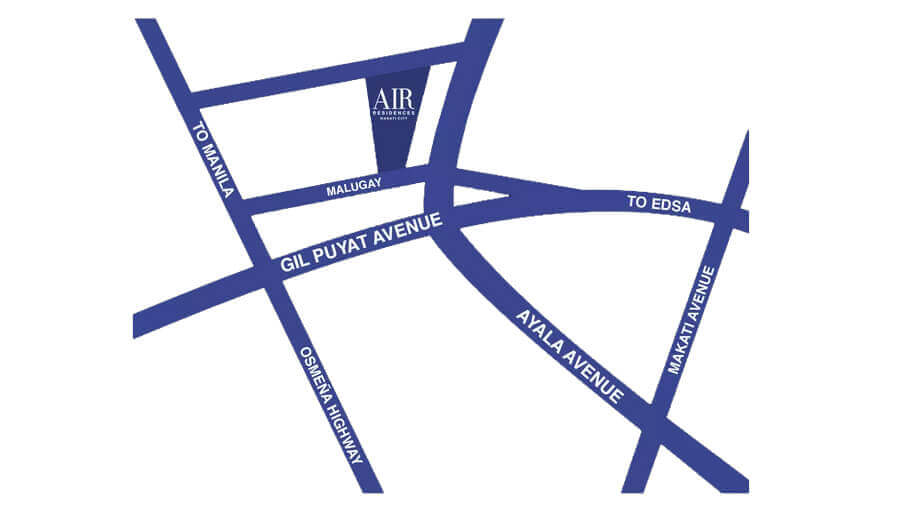 AIR
RESIDENCES
MAKATI CITY
TO MANILA
MALUGAY
GIL PUYAT AVENUE
TO EDSA
MAKATI AVENUE
AYALA AVENUE
OSMEÑA HIGHWAY